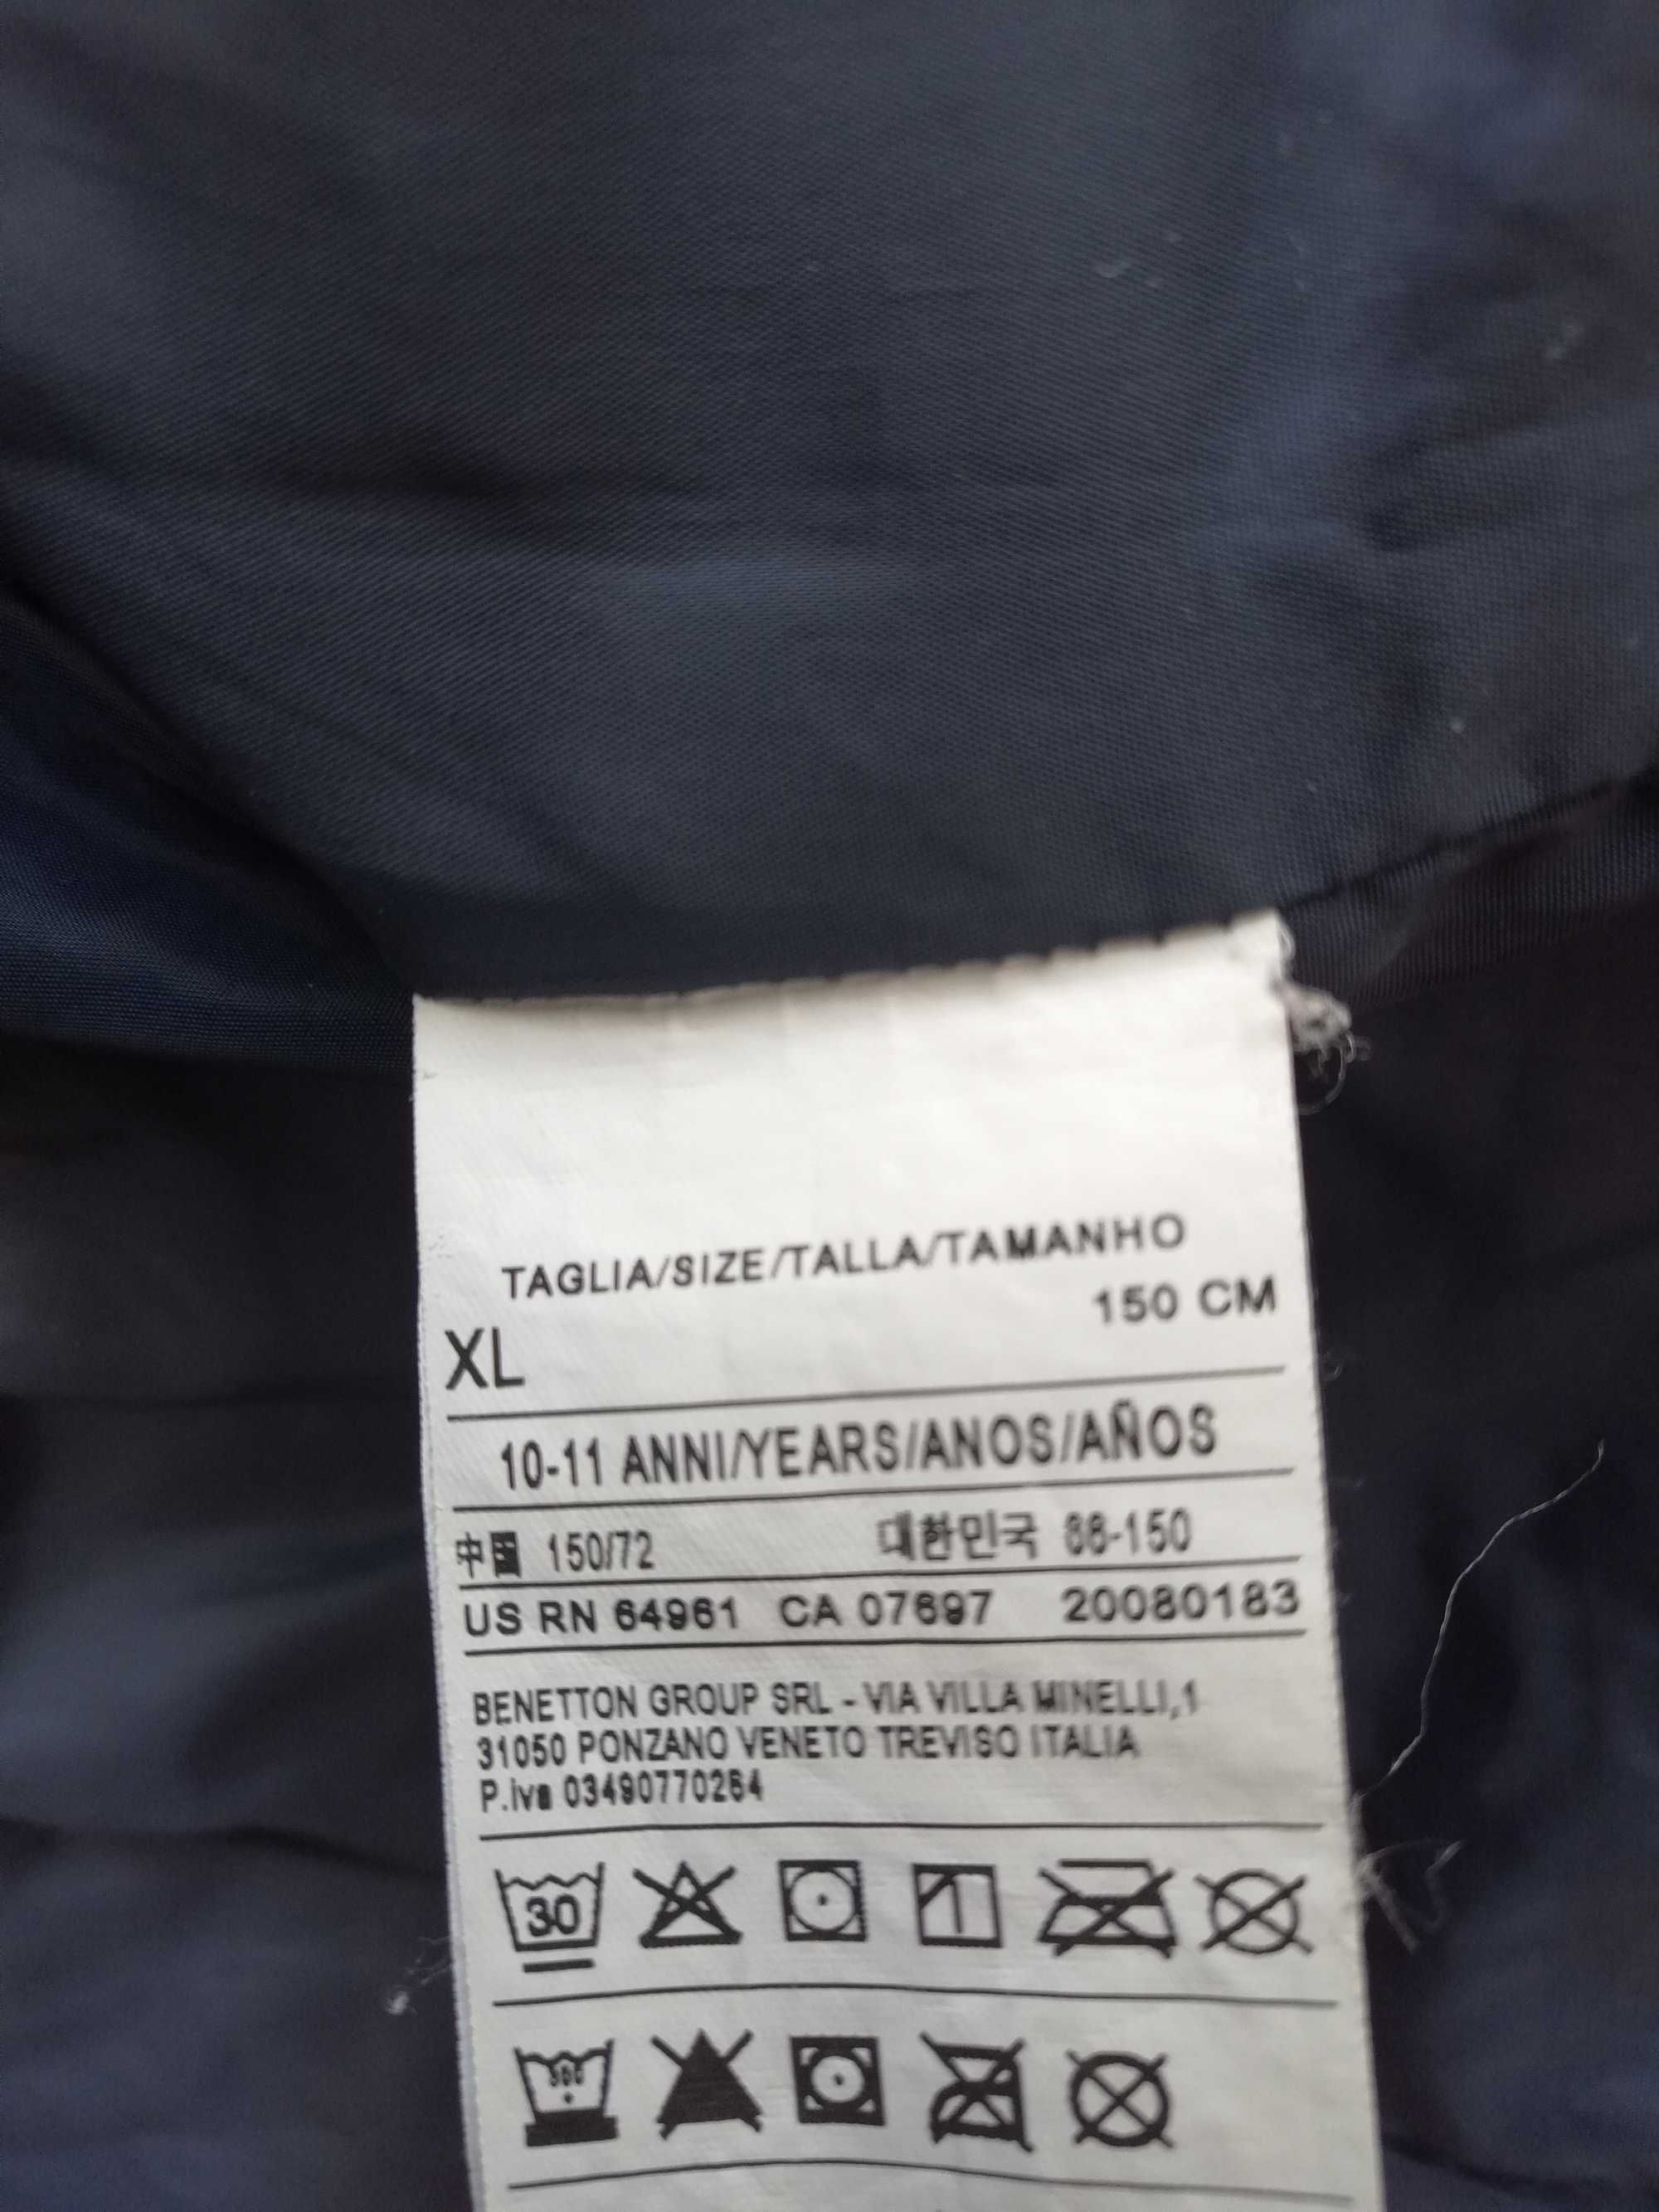 TAGLIA/SIZE/TALLA/TAMANHO
150 CM
XL
10-11 ANNI/YEARS/ANOS/AÑOS
中国 150/72 대한민국 88-150
US RN 64961 CA 07697 20080183
BENETTON GROUP SRL - VIA VILLA MINELLI,1
31050 PONZANO VENETO TREVISO ITALIA
P.iva 03490770264
30